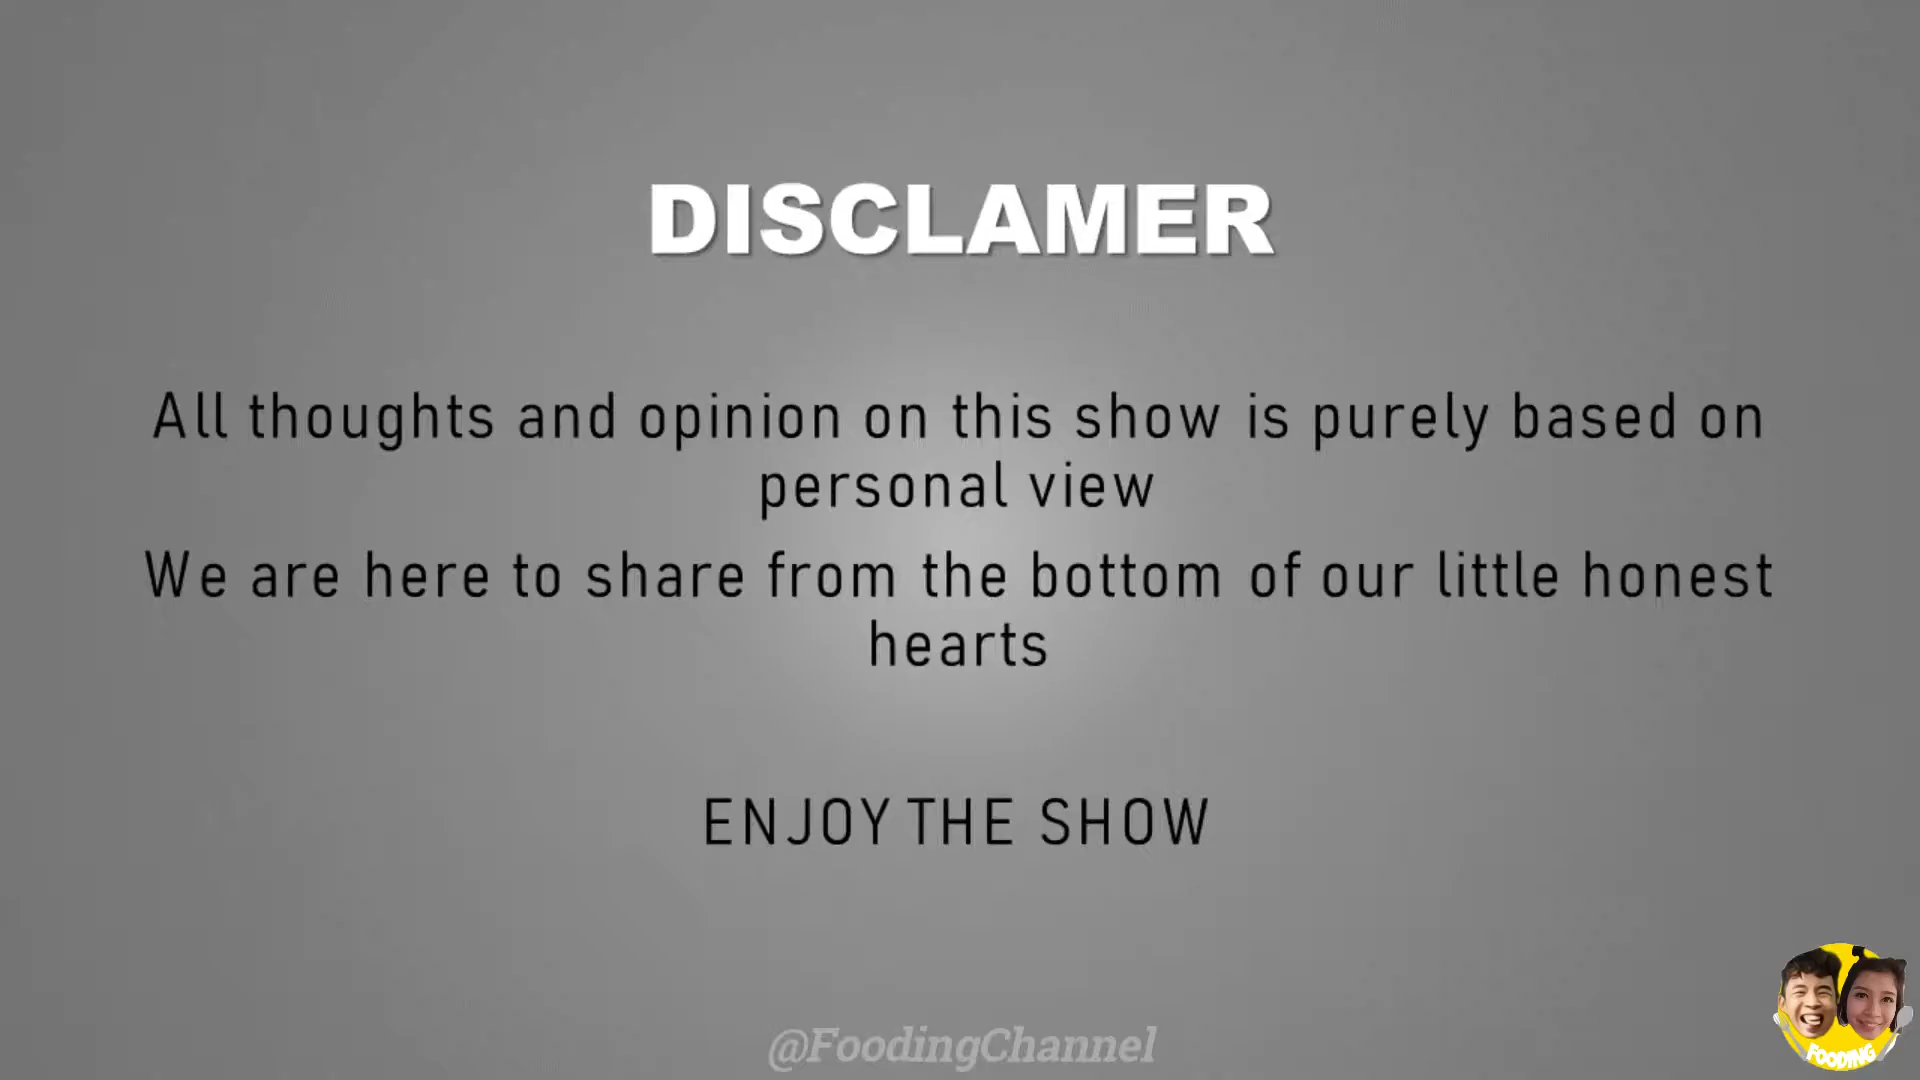 DISCLAMER
All thoughts and opinion on this show is purely based on
personal view
We are here to share from the bottom of our little honest
hearts
ENJOY THE SHOW
@FoodingChannel
FOODING